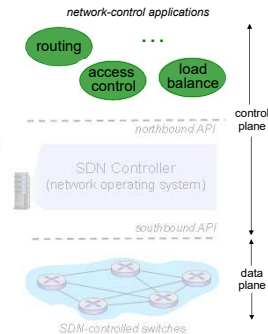 network-control applications
routing
...
access
control
load
balance
control
plane
northbound API
SDN Controller
(network operating system)
southbound API
data
plane
SDN-controlled switches